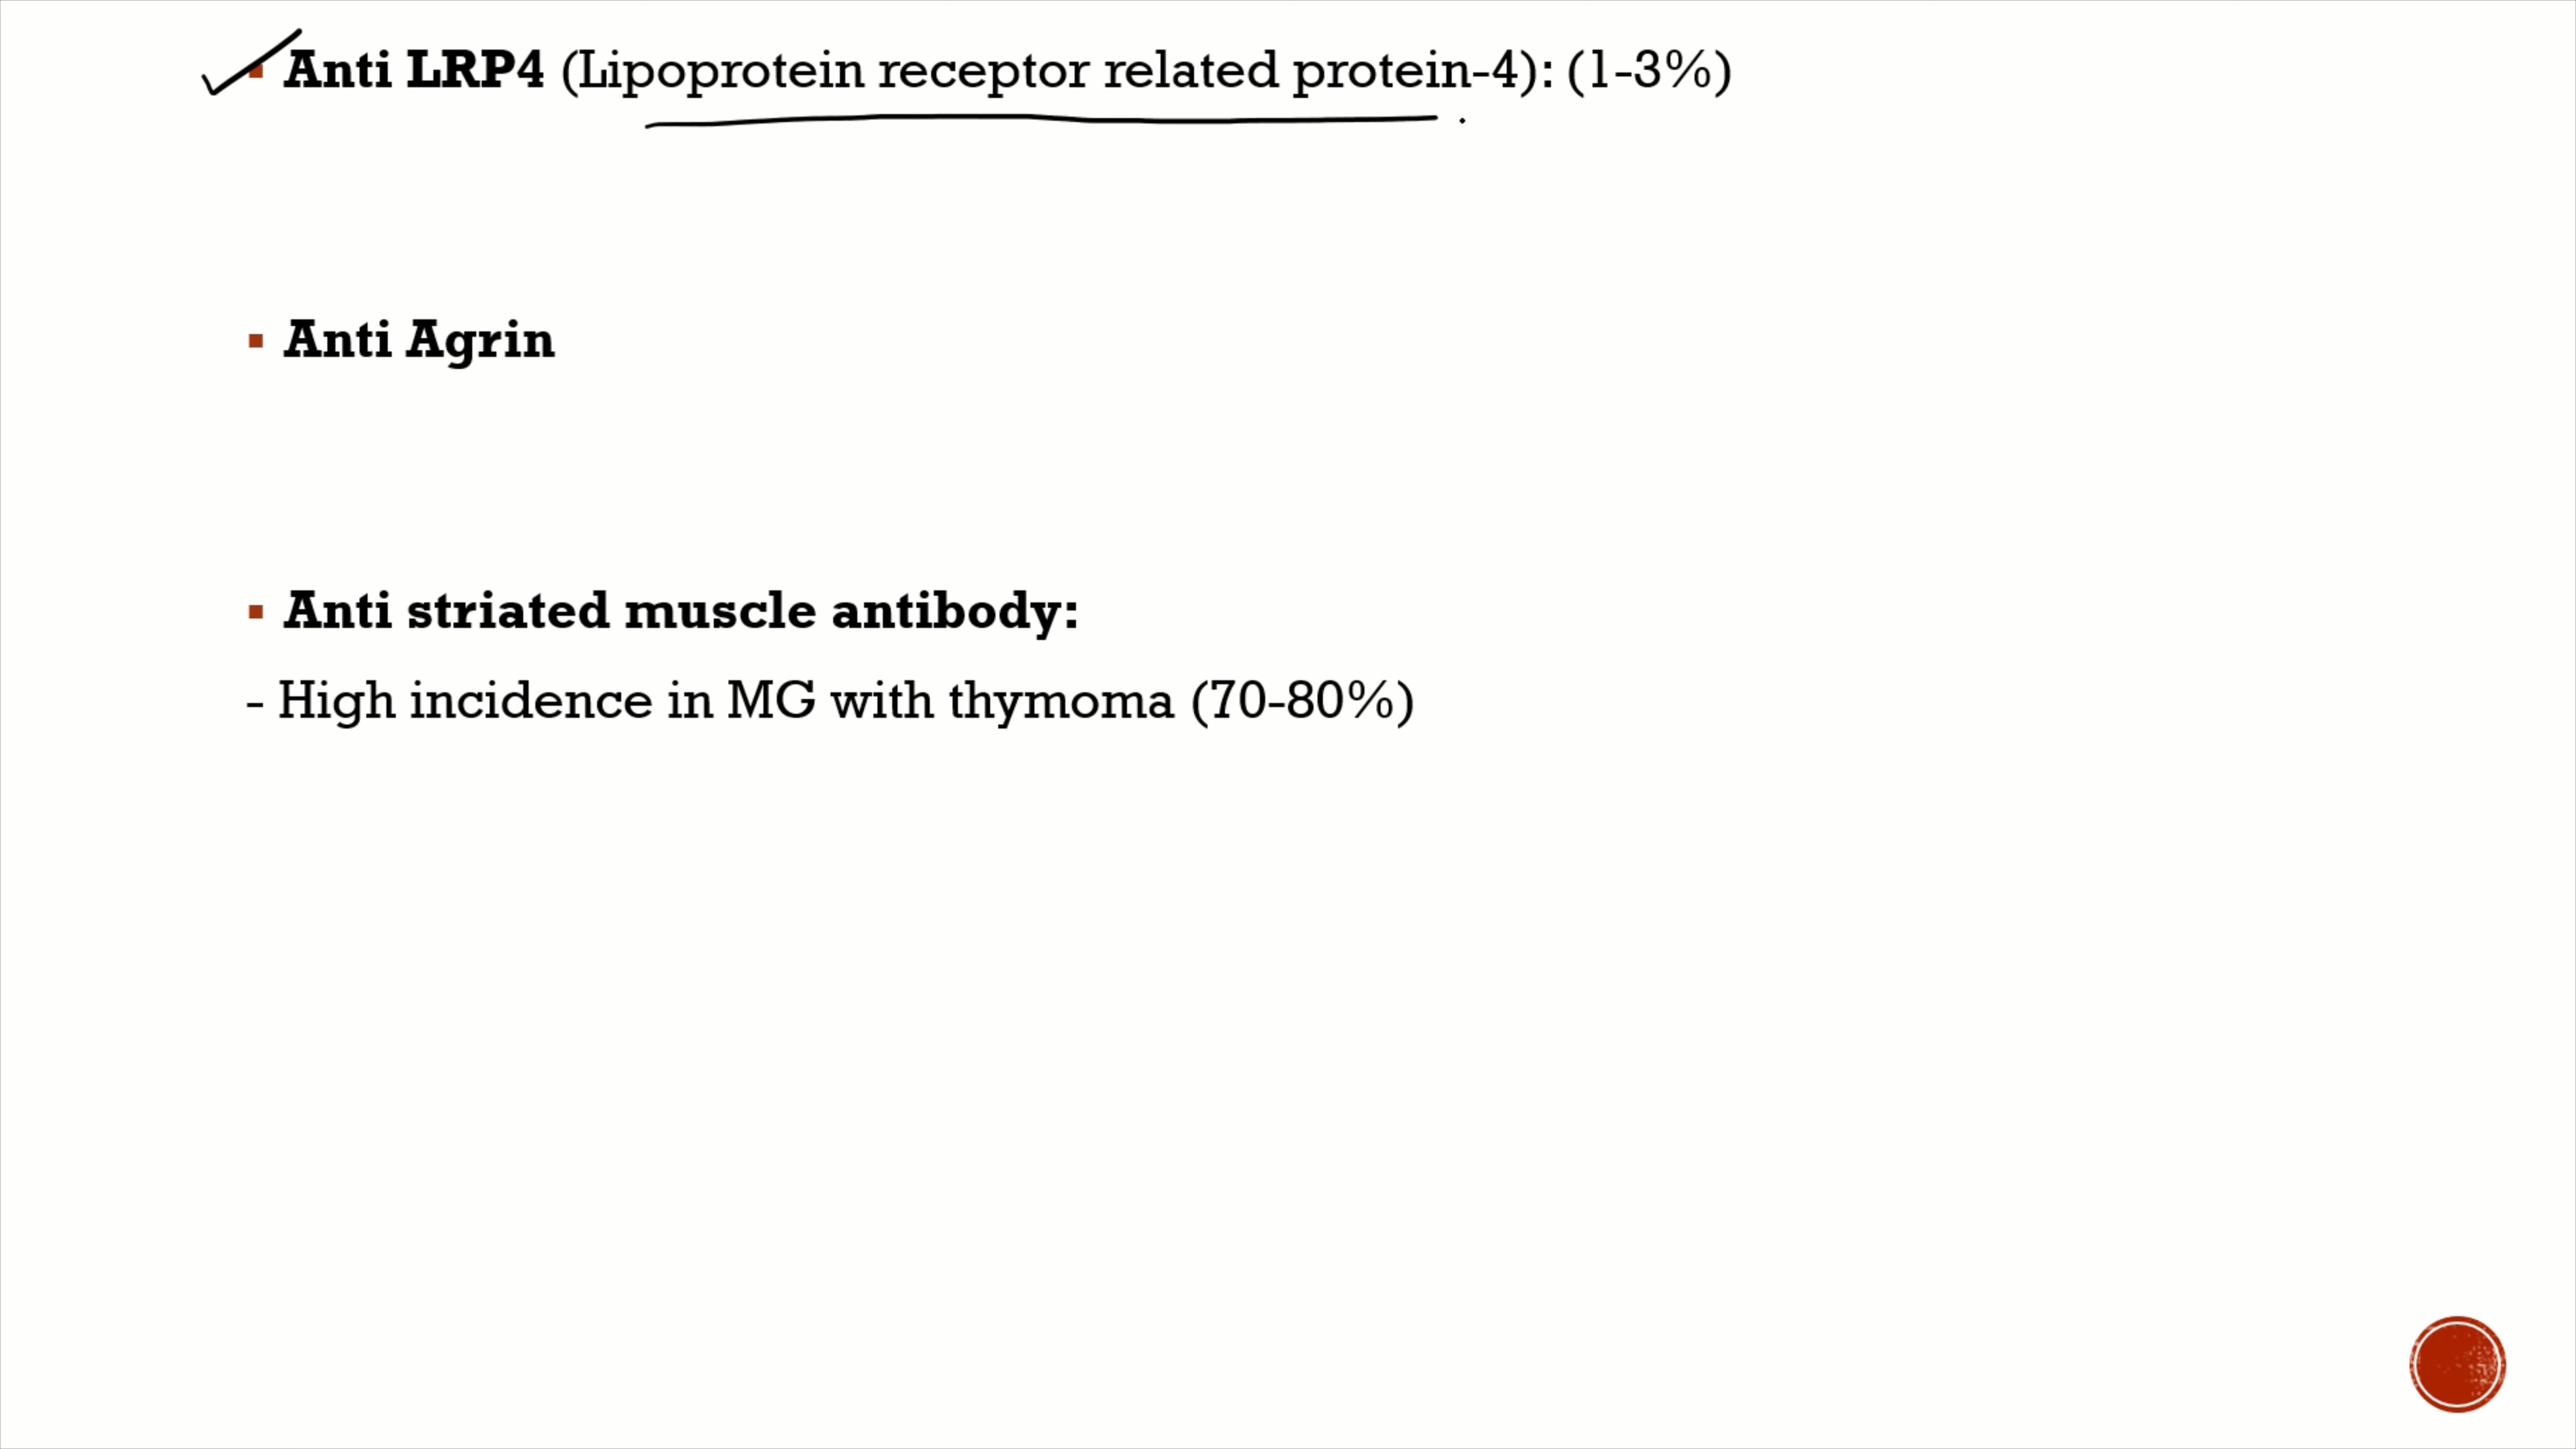 ▪ Anti LRP4 (Lipoprotein receptor related protein-4): (1-3%)
▪ Anti Agrin
▪ Anti striated muscle antibody:
- High incidence in MG with thymoma (70-80%)